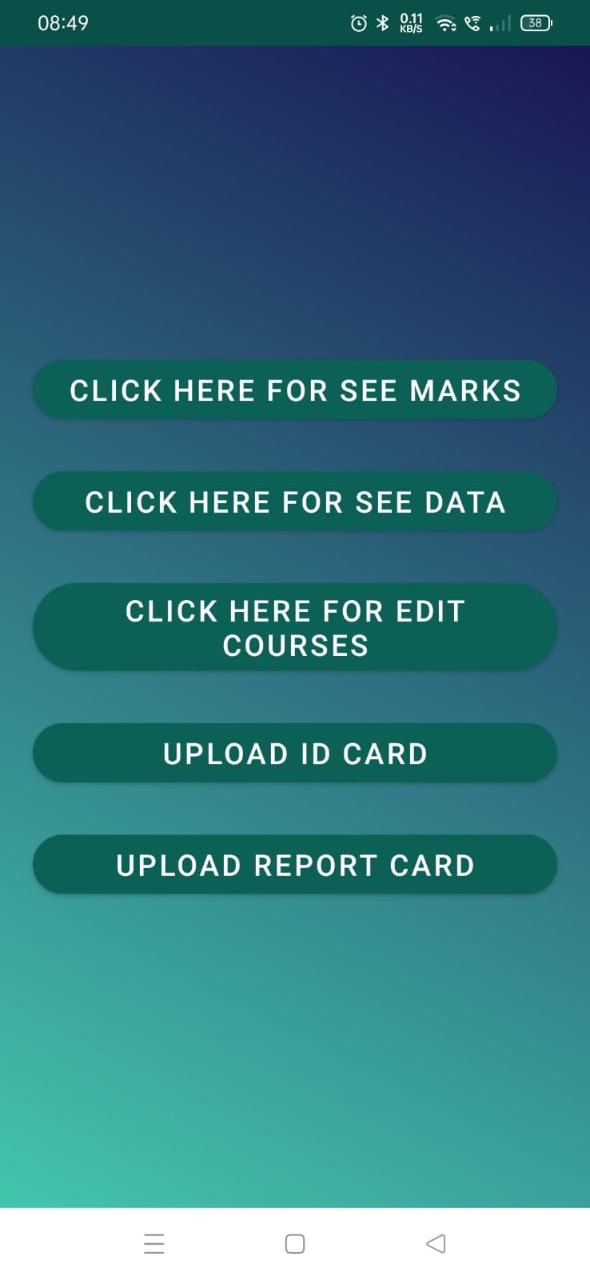 08:49
0.11
KB/S
38
CLICK HERE FOR SEE MARKS
CLICK HERE FOR SEE DATA
CLICK HERE FOR EDIT
COURSES
UPLOAD ID CARD
UPLOAD REPORT CARD